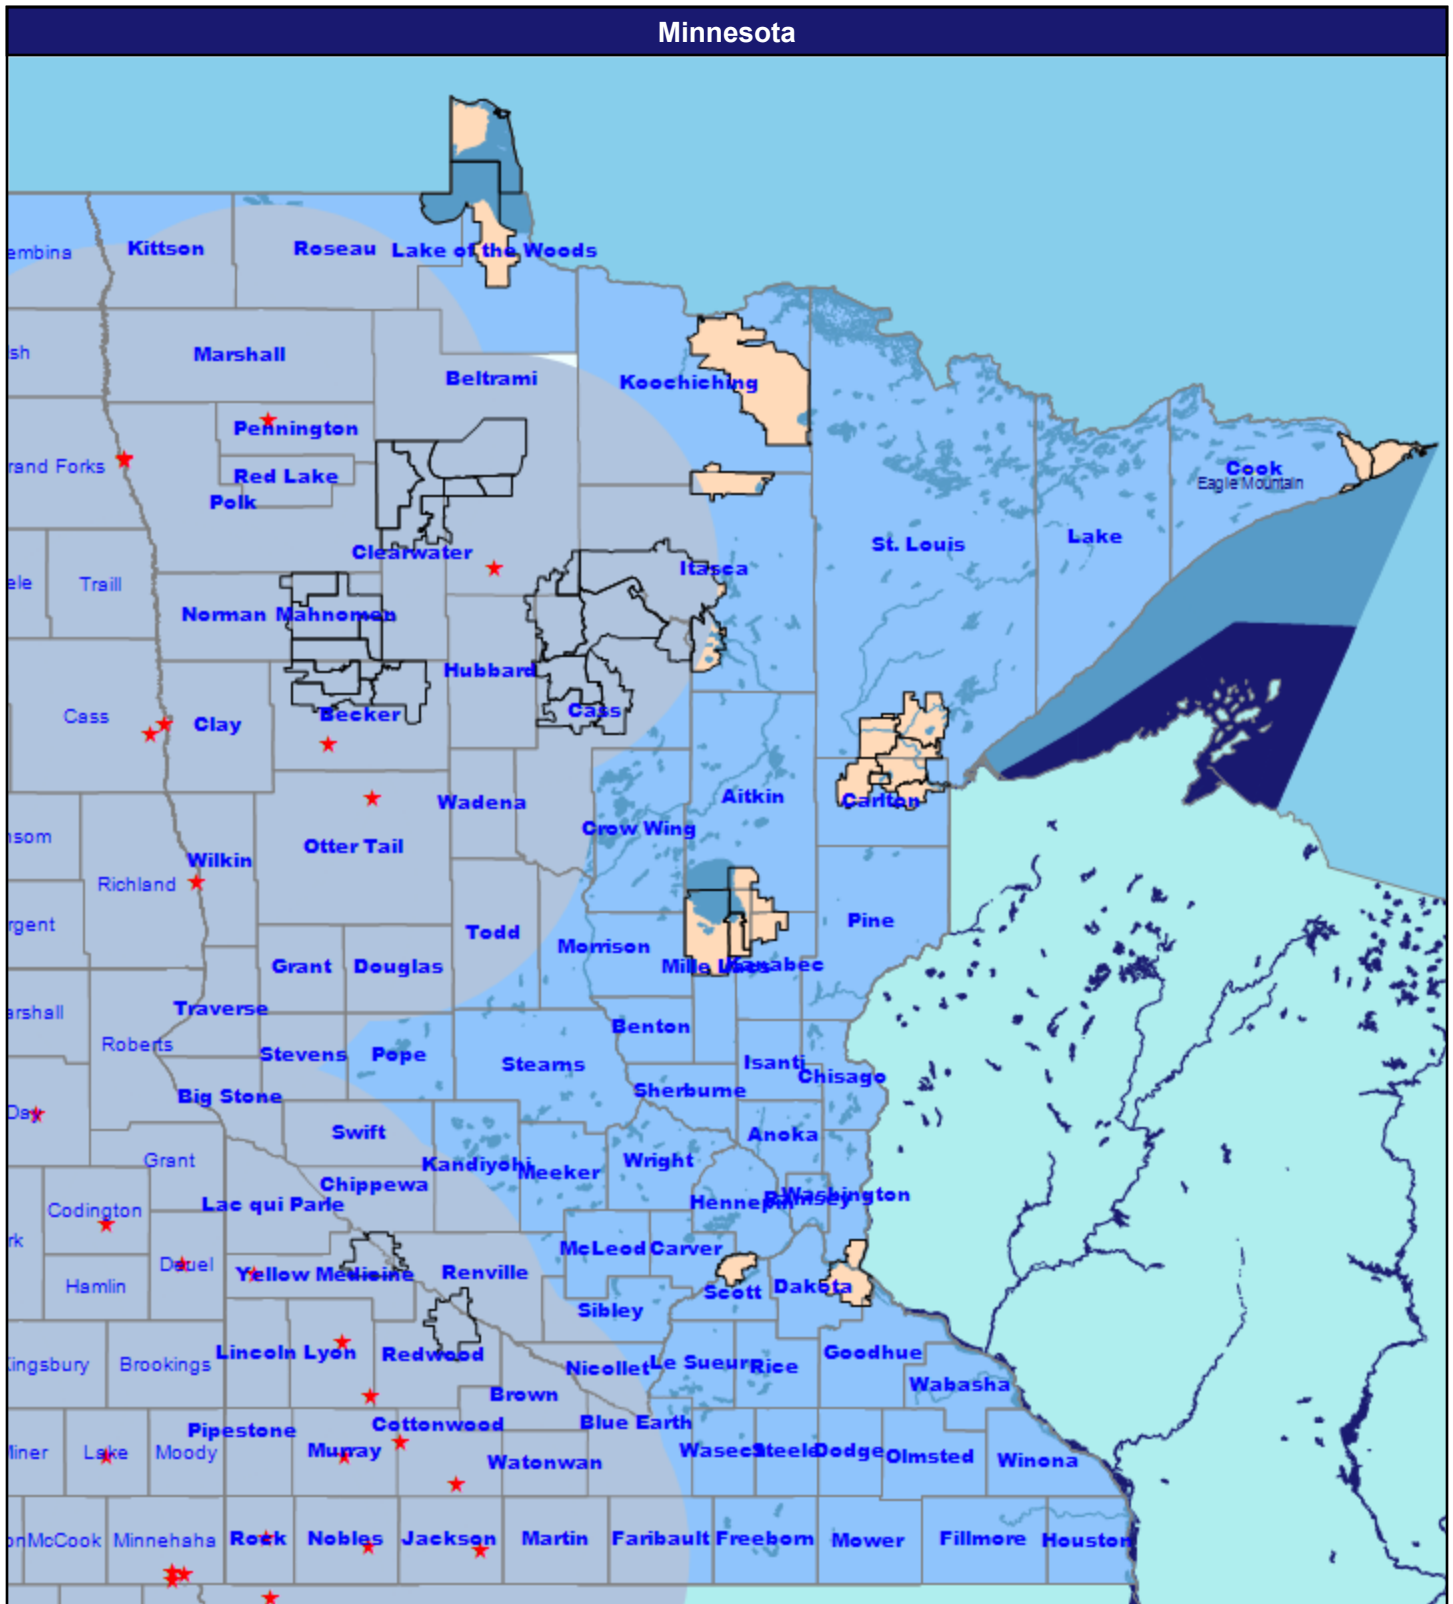 Minnesota
embina
Kittson
Roseau
Lake of the Woods
sh
Marshall
Beltrami
Koochiching
Pennington
rand Forks
Red Lake
Polk
Cook
Eagle Mountain
Lake
St. Louis
Clearwater
Itasca
ele
Traill
Norman
Mahnomen
Hubbard
Cass
Clay
Becker
Cass
Aitkin
Carlton
Wadena
Crow Wing
nsom
Otter Tail
Wilkin
Richland
rgent
Todd
Pine
Morrison
Grant
Douglas
Mille Lacs
Kanabec
arshall
Traverse
Roberts
Benton
Stevens
Pope
Stearns
Isanti
Chisago
Big Stone
Sherburne
Day
Swift
Anoka
Grant
Kandiyohi
Meeker
Wright
Chippewa
Codington
Lac qui Parle
Hennepin
Ramsey
Washington
rk
McLeod
Carver
Deuel
Yellow Medicine
Renville
Hamlin
Scott
Dakota
Sibley
Kingsbury
Brookings
Lincoln
Lyon
Redwood
Nicollet
Le Sueur
Rice
Goodhue
Wabasha
Brown
Pipestone
Cottonwood
Blue Earth
Miner
Lake
Moody
Murray
Watonwan
Waseca
Steele
Dodge
Olmsted
Winona
on
McCook
Minnehaha
Rock
Nobles
Jackson
Martin
Faribault
Freeborn
Mower
Fillmore
Houston